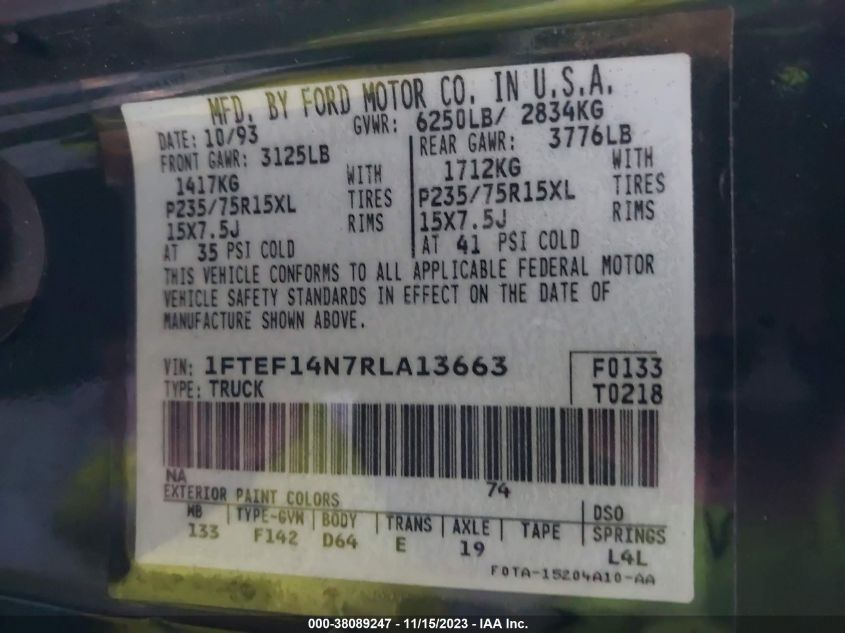 MFD. BY FORD MOTOR CO. IN U.S.A.
DATE: 10/93 GVWR: 6250LB/ 2834KG
FRONT GAWR: 3125LB REAR GAWR: 3776LB
1417KG WITH 1712KG WITH
P235/75R15XL TIRES P235/75R15XL TIRES
15X7.5J RIMS 15X7.5J RIMS
AT 35 PSI COLD AT 41 PSI COLD
THIS VEHICLE CONFORMS TO ALL APPLICABLE FEDERAL MOTOR
VEHICLE SAFETY STANDARDS IN EFFECT ON THE DATE OF
MANUFACTURE SHOWN ABOVE.
VIN: 1FTEF14N7RLA13663 F0133
TYPE: TRUCK T0218
NA 74
EXTERIOR PAINT COLORS DSO
WB TYPE-GVW BODY TRANS AXLE TAPE SPRINGS
133 F142 D64 E 19 L4L
F0TA-15204A10-AA
000-38089247 - 11/15/2023 - IAA Inc.